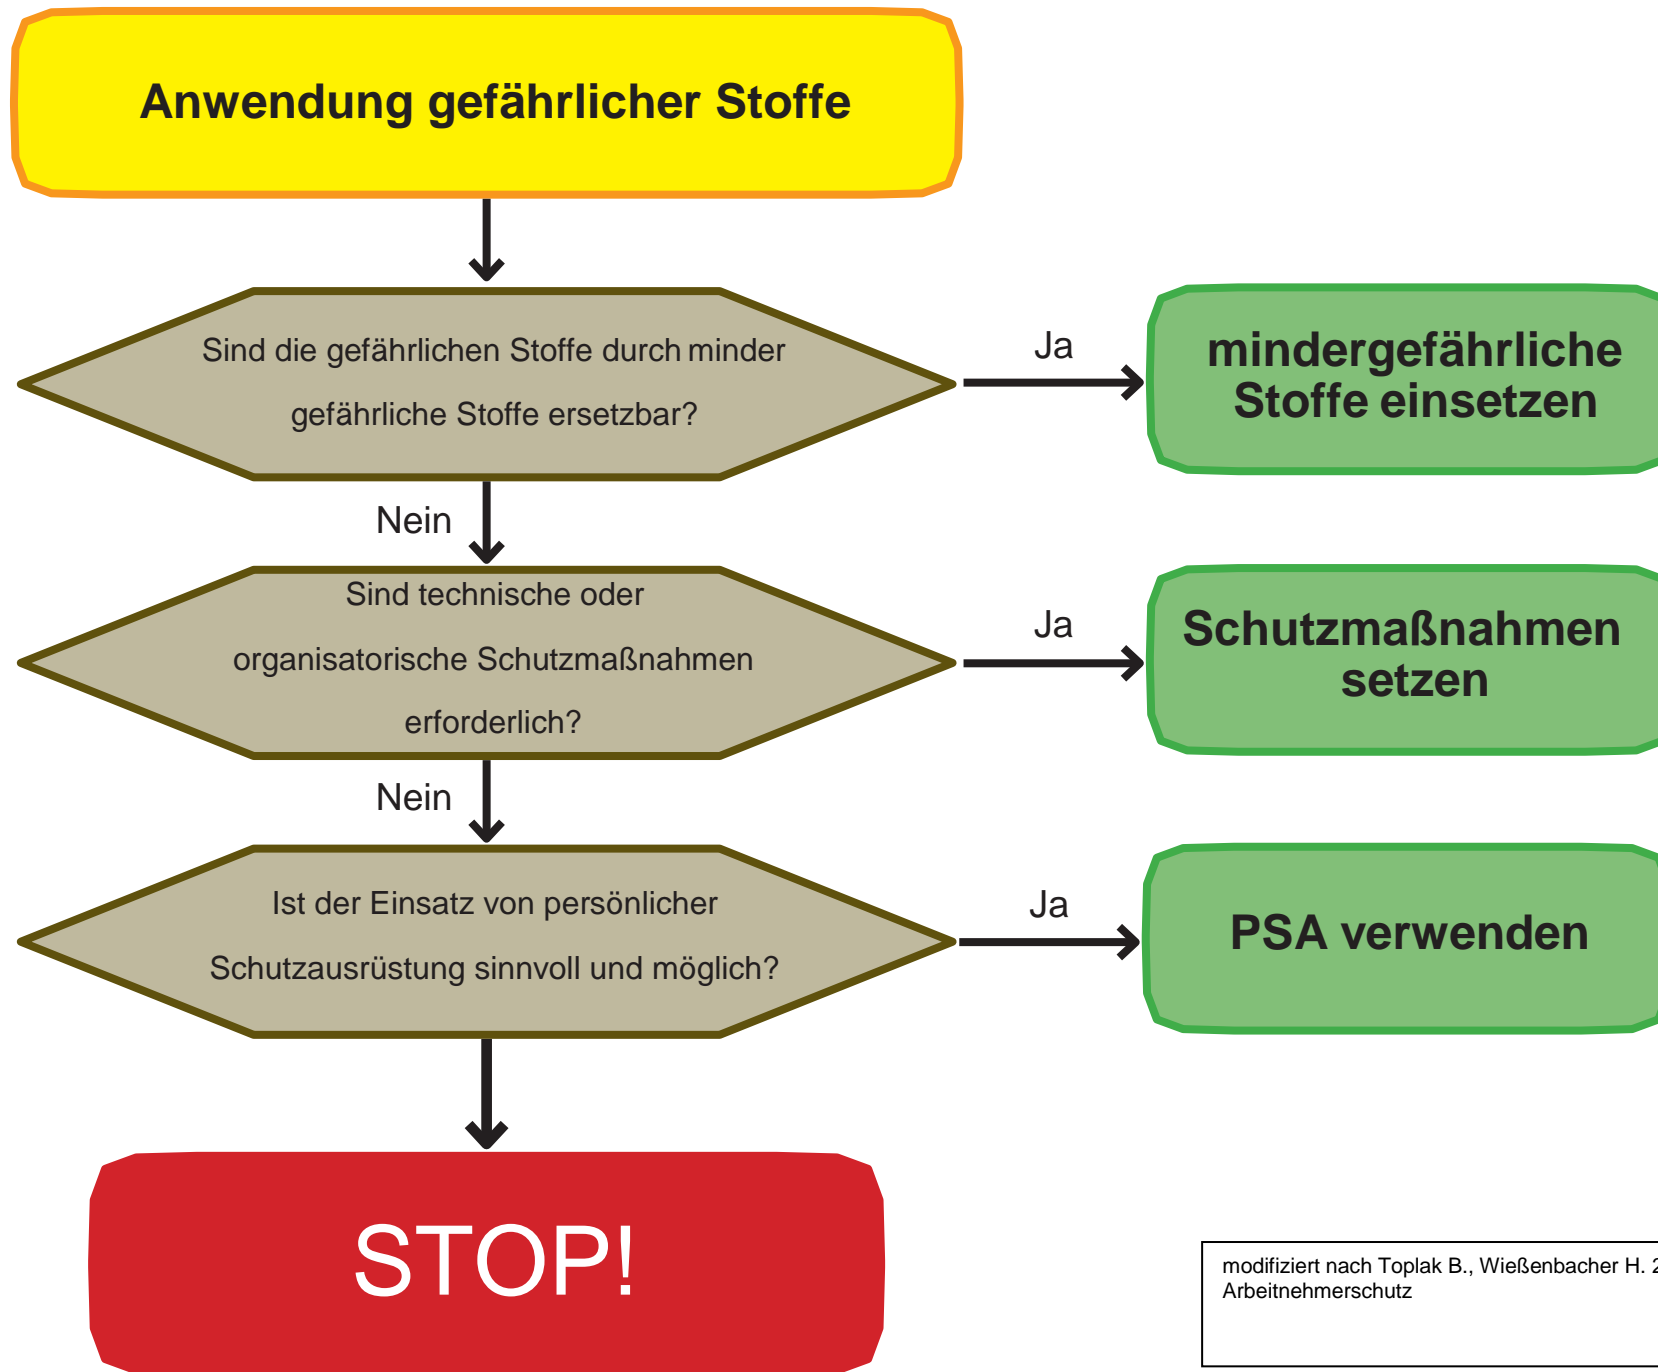 Anwendung gefährlicher Stoffe
Sind die gefährlichen Stoffe durch minder
gefährliche Stoffe ersetzbar?
Ja
mindergefährliche
Stoffe einsetzen
Nein
Sind technische oder
organisatorische Schutzmaßnahmen
erforderlich?
Ja
Schutzmaßnahmen
setzen
Nein
Ist der Einsatz von persönlicher
Schutzausrüstung sinnvoll und möglich?
Ja
PSA verwenden
STOP!
modifiziert nach Toplak B., Wießenbacher H.
Arbeitnehmerschutz